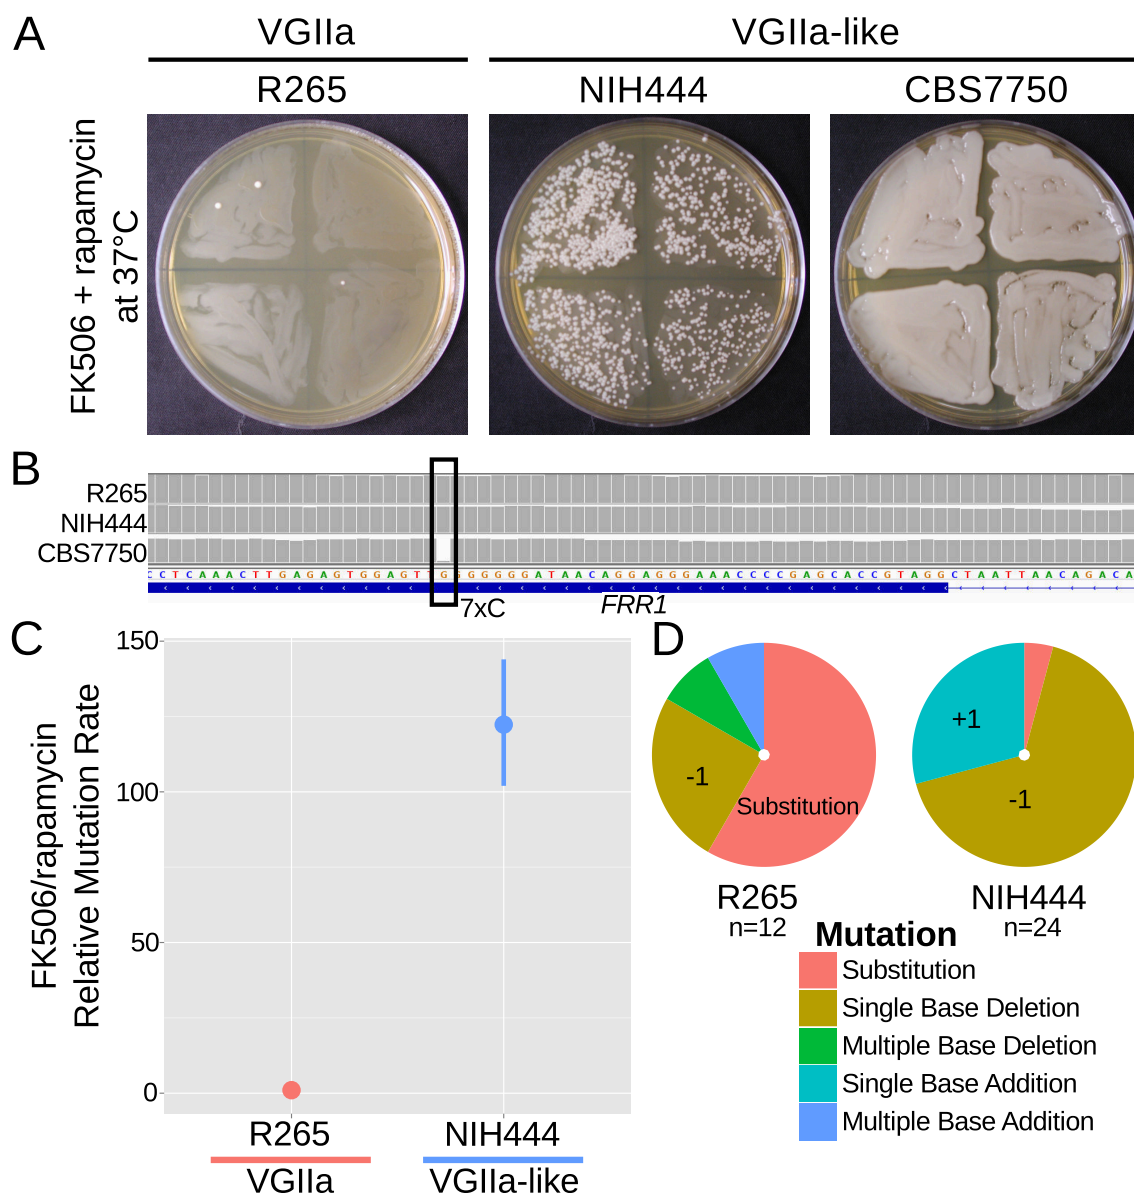 A
VGIIa
VGIIa-like
R265
NIH444
CBS7750
FK506 + rapamycin
at 37°C
B
R265
NIH444
CBS7750
C C T C A A A C T T G A G A G T G G A G T T G G G G G G G A T A A C A G G A G G G A A A C C C C G A G C A C C G T A G G C T A A T T A A C A G A C A
7xC
FRR1
C
FK506/rapamycin
Relative Mutation Rate
150
100
50
0
R265
NIH444
VGIIa
VGIIa-like
D
-1
Substitution
+1
-1
R265
n=12
NIH444
n=24
Mutation
Substitution
Single Base Deletion
Multiple Base Deletion
Single Base Addition
Multiple Base Addition